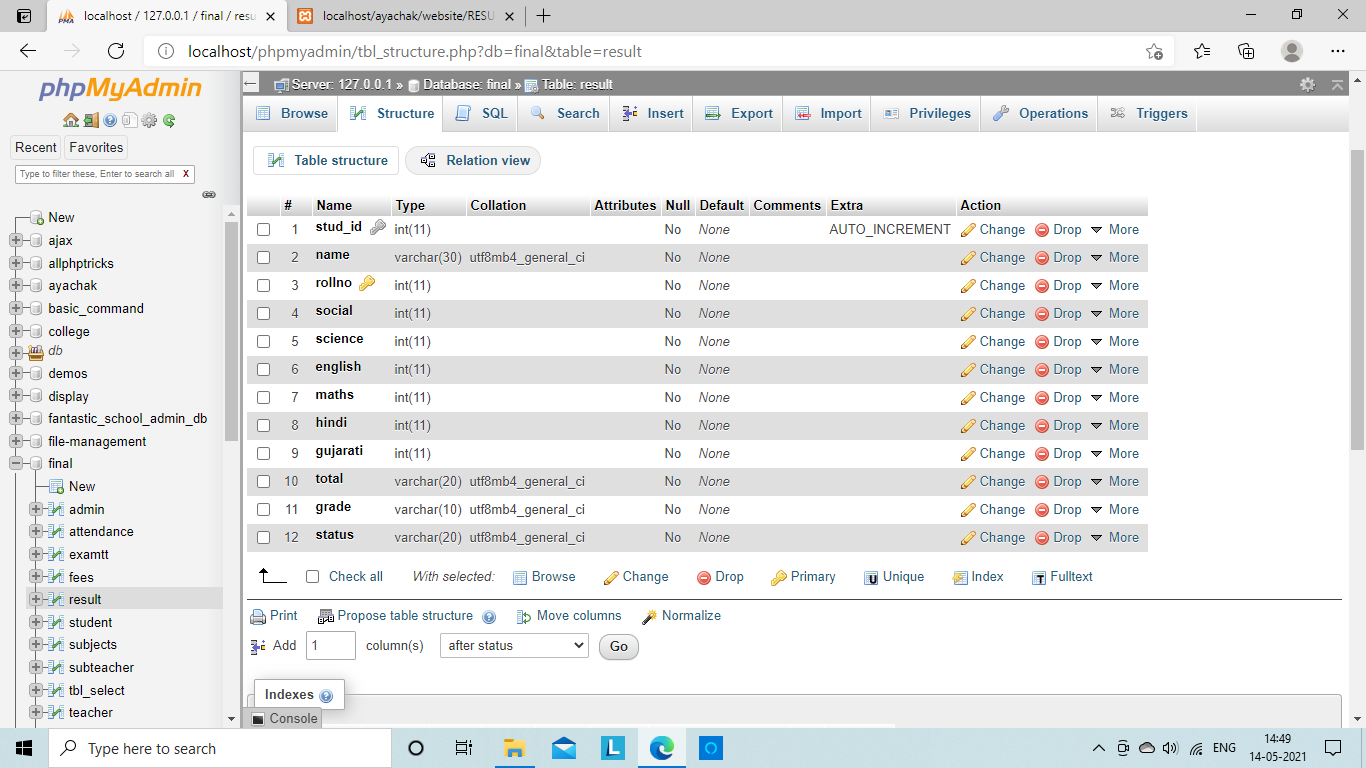 localhost / 127.0.0.1 / final / resu
localhost/ayachak/website/RESU
localhost/phpmyadmin/tbl_structure.php?db=final&table=result
phpMyAdmin
Recent Favorites
Type to filter these, Enter to search all X
New
ajax
allphptricks
ayachak
basic_command
college
db
demos
display
fantastic_school_admin_db
file-management
final
New
admin
attendance
examtt
fees
result
student
subjects
subteacher
tbl_select
teacher
Server: 127.0.0.1 » Database: final » Table: result
Browse Structure SQL Search Insert Export Import Privileges Operations Triggers
Table structure Relation view
# Name Type Collation Attributes Null Default Comments Extra Action
1 stud_id int(11) No None AUTO_INCREMENT Change Drop More
2 name varchar(30) utf8mb4_general_ci No None Change Drop More
3 rollno int(11) No None Change Drop More
4 social int(11) No None Change Drop More
5 science int(11) No None Change Drop More
6 english int(11) No None Change Drop More
7 maths int(11) No None Change Drop More
8 hindi int(11) No None Change Drop More
9 gujarati int(11) No None Change Drop More
10 total varchar(20) utf8mb4_general_ci No None Change Drop More
11 grade varchar(10) utf8mb4_general_ci No None Change Drop More
12 status varchar(20) utf8mb4_general_ci No None Change Drop More
Check all With selected: Browse Change Drop Primary Unique Index Fulltext
Print Propose table structure Move columns Normalize
Add 1 column(s) after status Go
Indexes
Console
Type here to search
ENG
14:49
14-05-2021